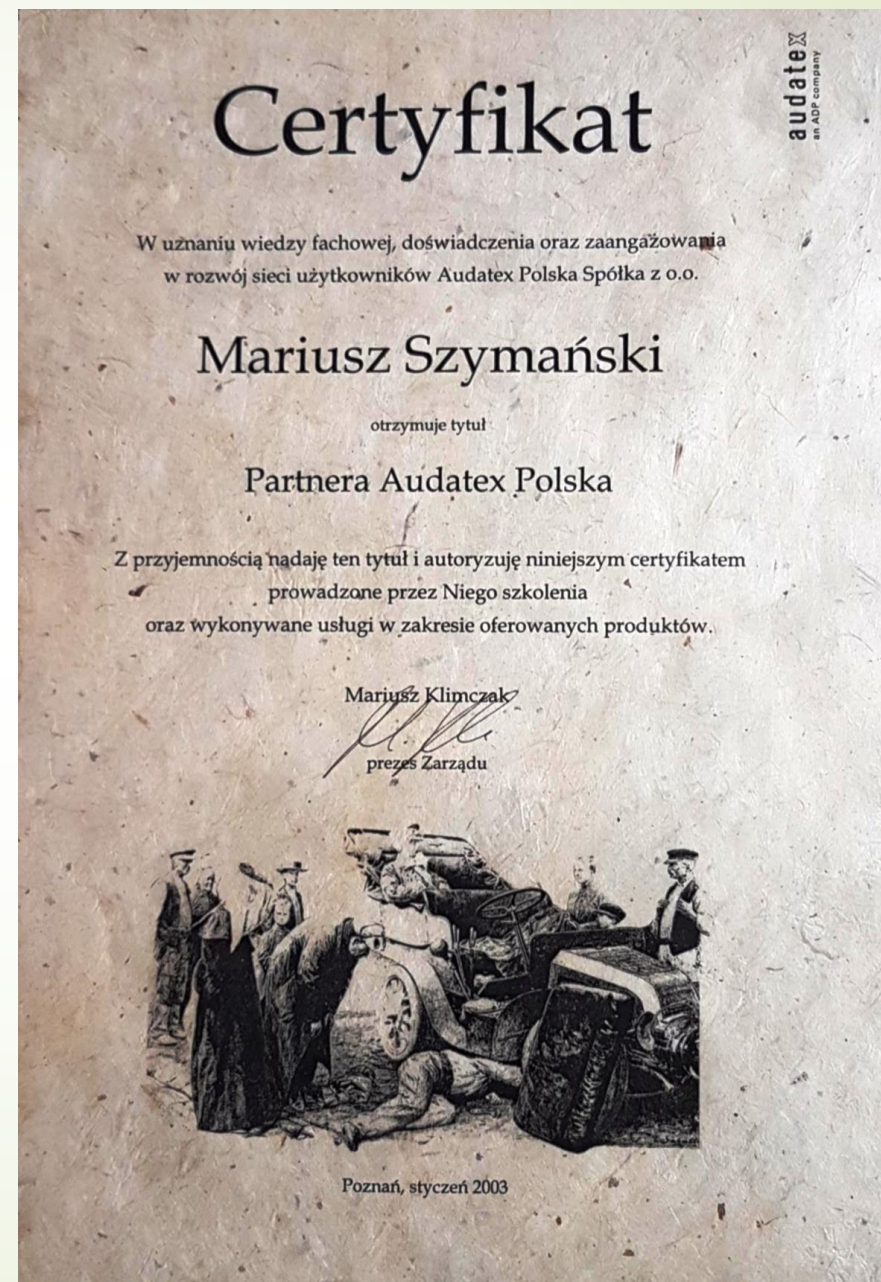 audatex
an ADP company
Certyfikat
W uznaniu wiedzy fachowej, doświadczenia oraz zaangażowania
w rozwój sieci użytkowników Audatex Polska Spółka z o.o.
Mariusz Szymański
otrzymuje tytuł
Partnera Audatex Polska
Z przyjemnością nadaję ten tytuł i autoryzuję niniejszym certyfikatem
prowadzone przez Niego szkolenia
oraz wykonywane usługi w zakresie oferowanych produktów.
Mariusz Klimczak
prezes Zarządu
Poznań, styczeń 2003